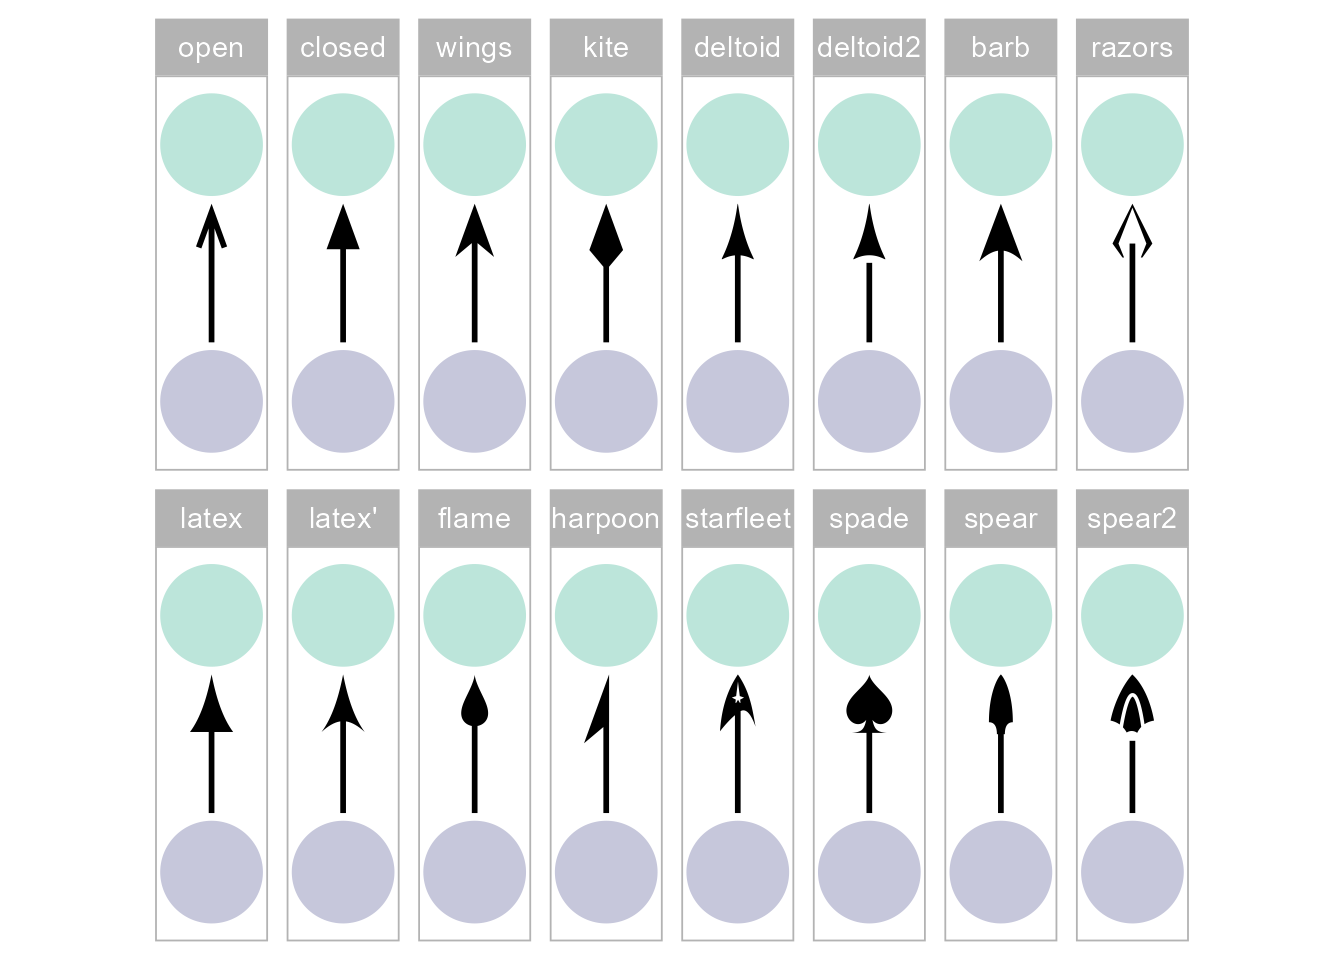 open
closed
wings
kite
deltoid
deltoid2
barb
razors
latex
latex'
flame
harpoon
starfleet
spade
spear
spear2